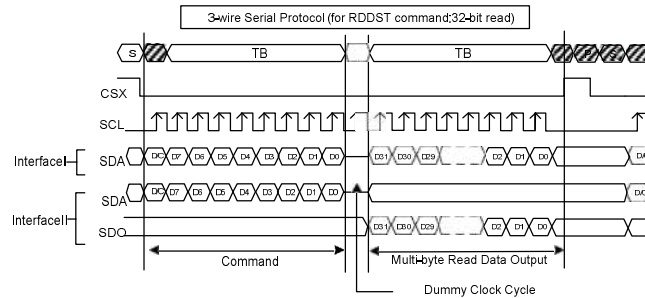 3-wire Serial Protocol (for RDDST command;32-bit read)
S TB TB P S
CSX
SCL
InterfaceI SDA D/C D7 D6 D5 D4 D3 D2 D1 D0 D31 D30 D29 D2 D1 D0 D/C
SDA D/C D7 D6 D5 D4 D3 D2 D1 D0 D/C
InterfaceII
SDO D31 D30 D29 D2 D1 D0
Command Multi-byte Read Data Output
Dummy Clock Cycle